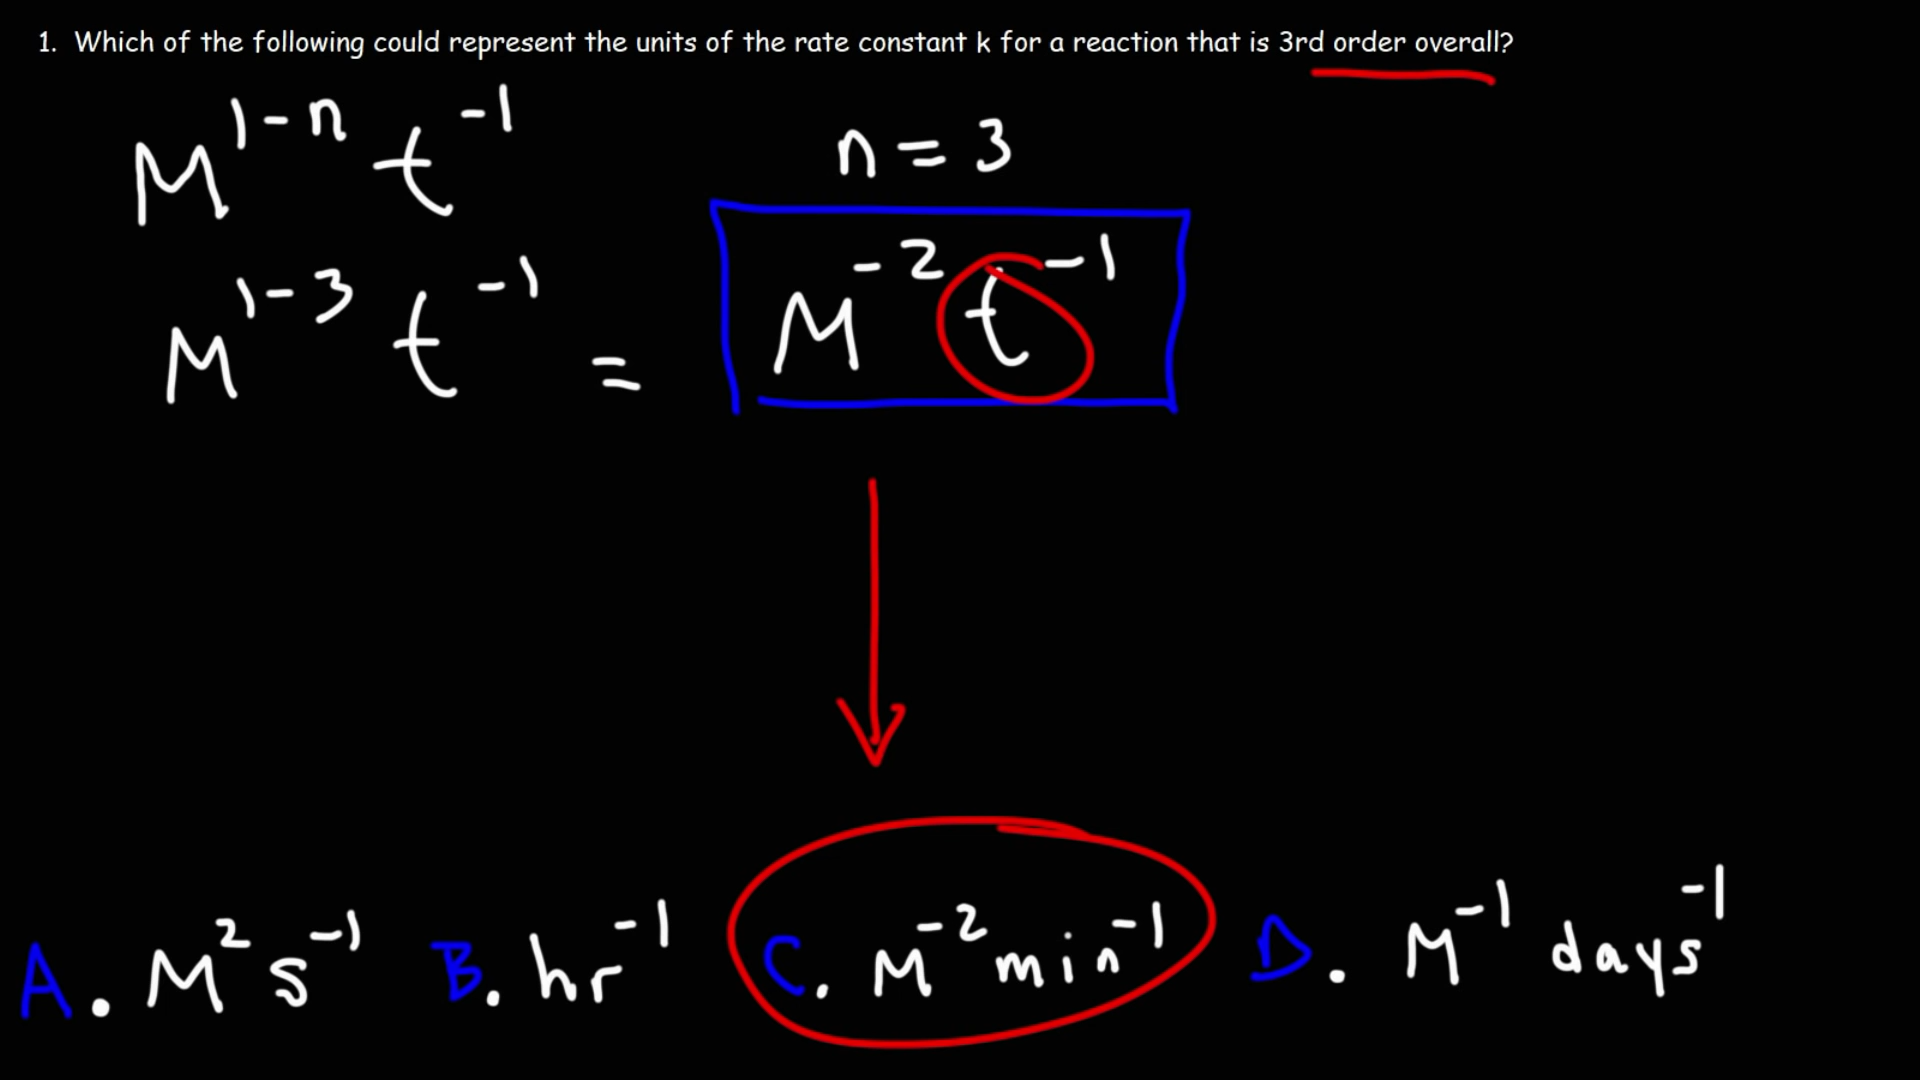 1. Which of the following could represent the units of the rate constant k for a reaction that is 3rd order overall?
M^1-n t^-1
n = 3
M^1-3 t^-1 = M^-2 t^-1
A. M^2 s^-1 B. hr^-1 C. M^-2 min^-1 D. M^-1 days^-1